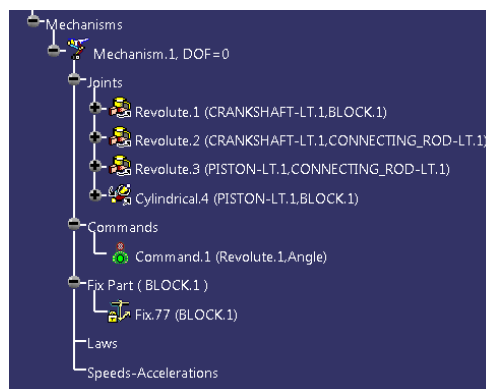 Mechanisms
Mechanism.1, DOF=0
Joints
Revolute.1 (CRANKSHAFT-LT.1,BLOCK.1)
Revolute.2 (CRANKSHAFT-LT.1,CONNECTING_ROD-LT.1)
Revolute.3 (PISTON-LT.1,CONNECTING_ROD-LT.1)
Cylindrical.4 (PISTON-LT.1,BLOCK.1)
Commands
Command.1 (Revolute.1,Angle)
Fix Part ( BLOCK.1 )
Fix.77 (BLOCK.1)
Laws
Speeds-Accelerations